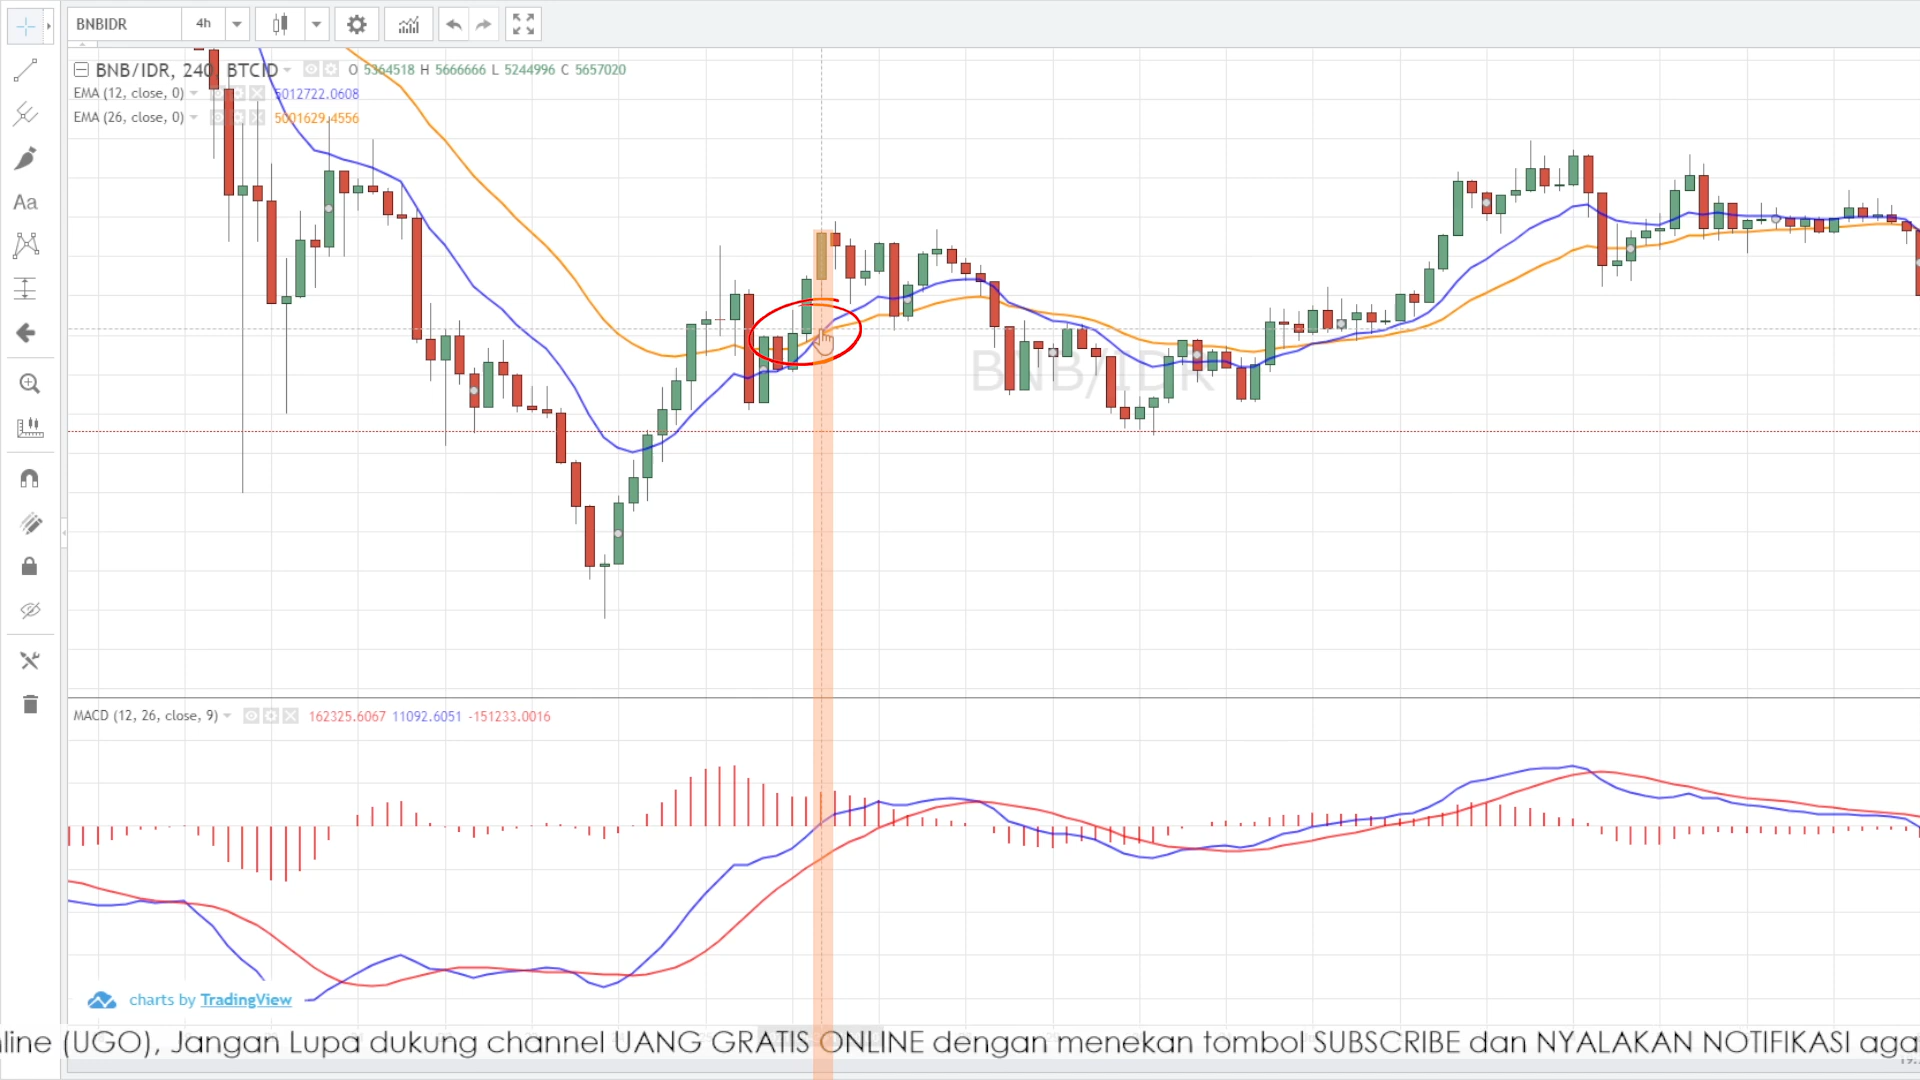 BNBIDR 4h
BNB/IDR, 240, BTCID O 5364518 H 5666666 L 5244996 C 5657020
EMA (12, close, 0) 5012722.0608
EMA (26, close, 0) 5001629.4556
Aa
BNB/IDR
MACD (12, 26, close, 9) 162325.6067 11092.6051 -151233.0016
charts by TradingView
line (UGO), Jangan Lupa dukung channel UANG GRATIS ONLINE dengan menekan tombol SUBSCRIBE dan NYALAKAN NOTIFIKASI aga